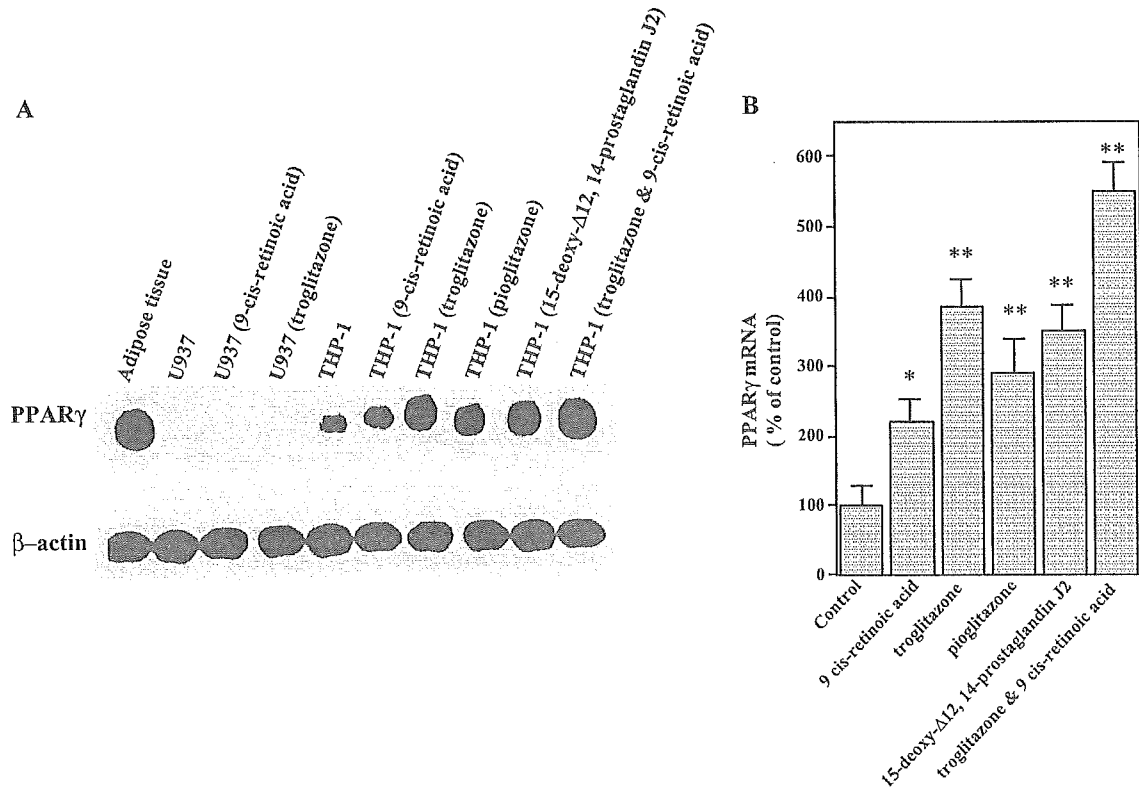 A
Adipose tissue
U937
U937 (9-cis-retinoic acid)
U937 (troglitazone)
THP-1
THP-1 (9-cis-retinoic acid)
THP-1 (troglitazone)
THP-1 (pioglitazone)
THP-1 (15-deoxy-Δ12, 14-prostaglandin J2)
THP-1 (troglitazone & 9-cis-retinoic acid)
PPARγ
β–actin
B
PPARγ mRNA
( % of control)
600
500
400
300
200
100
0
*
**
**
**
**
Control
9 cis-retinoic acid
troglitazone
pioglitazone
15-deoxy-Δ12, 14-prostaglandin J2
troglitazone & 9 cis-retinoic acid